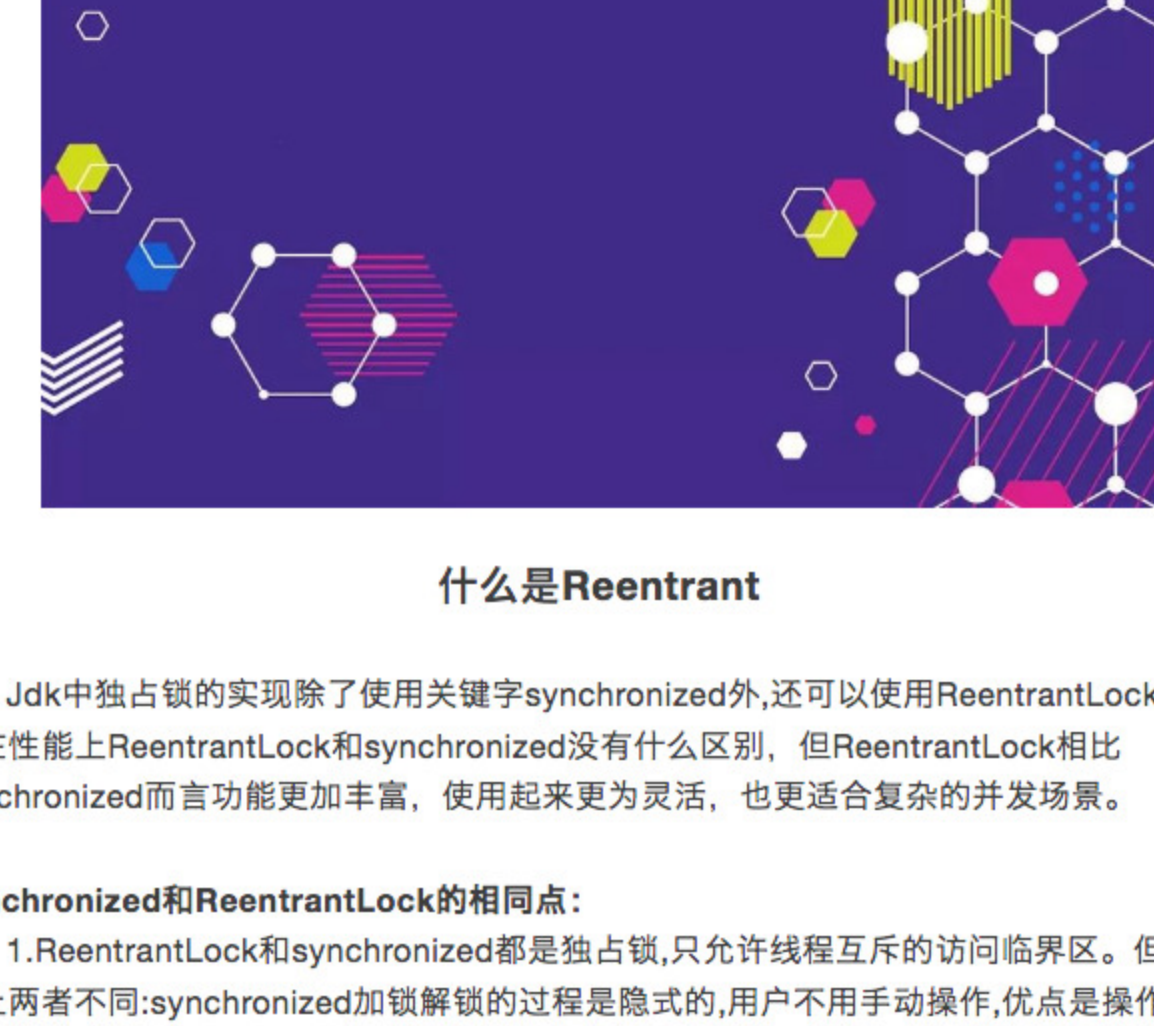 什么是Reentrant
Jdk中独占锁的实现除了使用关键字synchronized外,还可以使用ReentrantLock
性能上ReentrantLock和synchronized没有什么区别，但ReentrantLock相比
chronized而言功能更加丰富，使用起来更为灵活，也更适合复杂的并发场景。
chronized和ReentrantLock的相同点：
1.ReentrantLock和synchronized都是独占锁,只允许线程互斥的访问临界区。但
两者不同:synchronized加锁解锁的过程是隐式的,用户不用手动操作,优点是操作